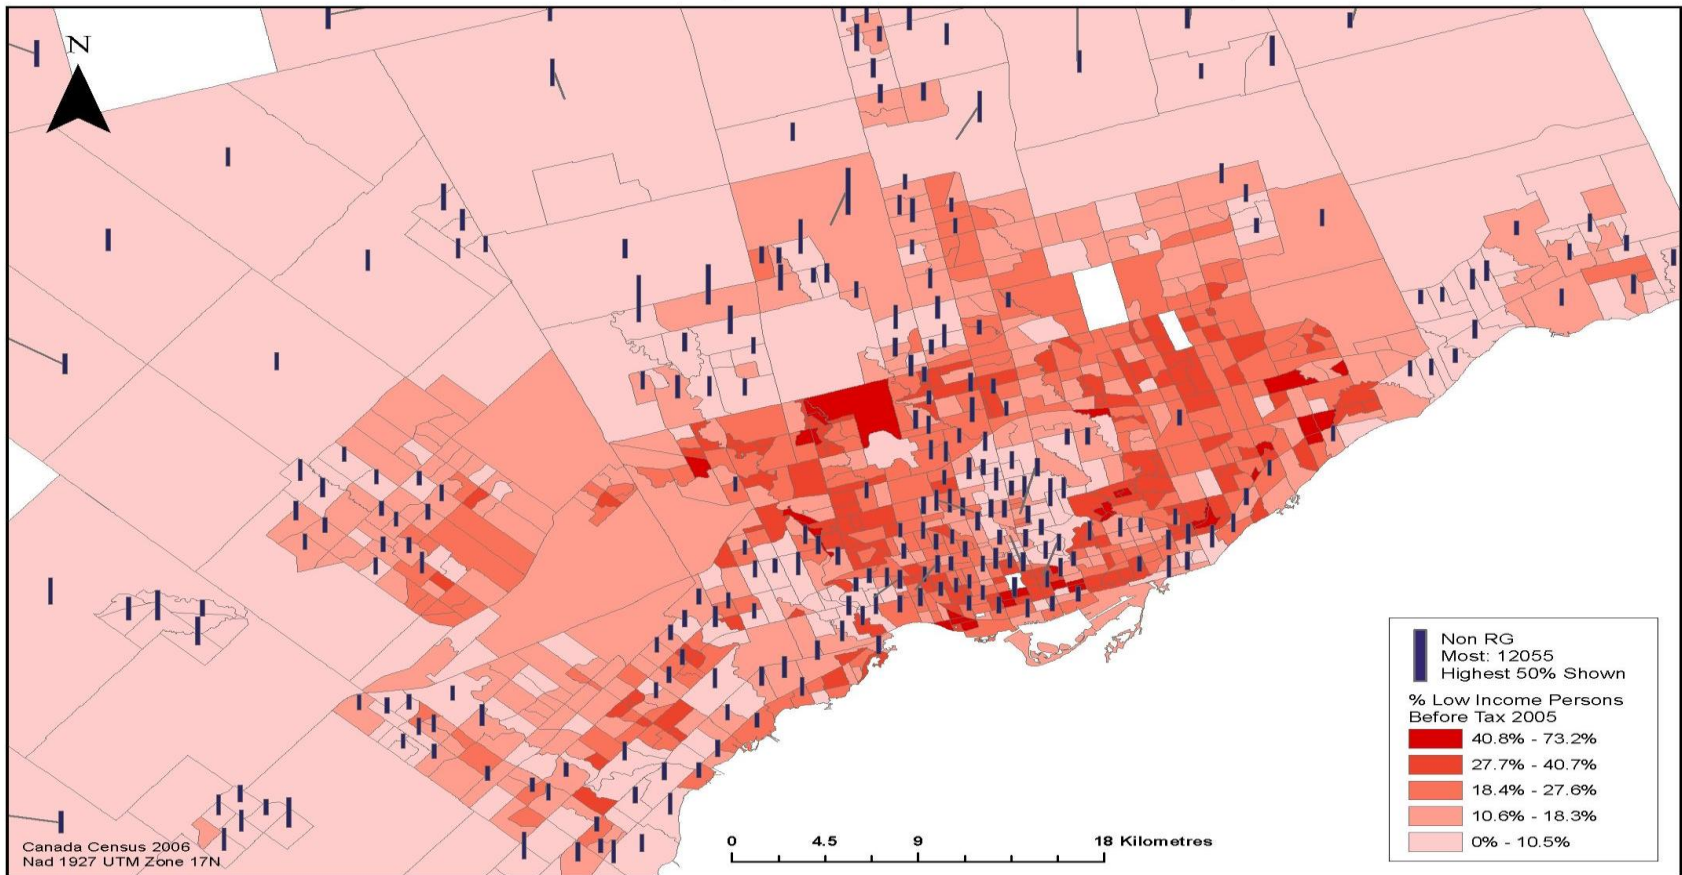 N
Non RG
Most: 12055
Highest 50% Shown
% Low Income Persons
Before Tax 2005
40.8% - 73.2%
27.7% - 40.7%
18.4% - 27.6%
10.6% - 18.3%
0% - 10.5%
Canada Census 2006
Nad 1927 UTM Zone 17N
0 4.5 9 18 Kilometres